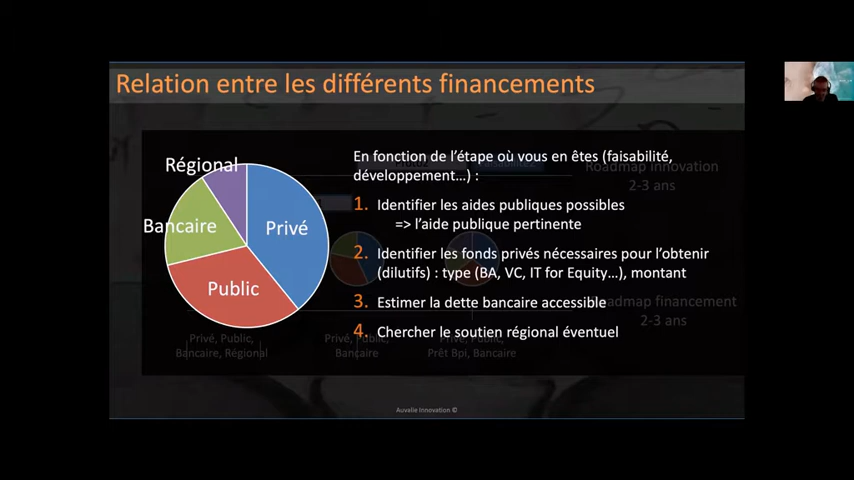 Relation entre les différents financements
Régional
Bancaire
Privé
Public
En fonction de l'étape où vous en êtes (faisabilité,
développement…) :
1. Identifier les aides publiques possibles
=> l'aide publique pertinente
2. Identifier les fonds privés nécessaires pour l'obtenir
(dilutifs) : type (BA, VC, IT for Equity…), montant
3. Estimer la dette bancaire accessible
4. Chercher le soutien régional éventuel
Roadmap innovation
2-3 ans
Roadmap financement
2-3 ans
Privé, Public,
Bancaire, Régional
Privé, Public,
Bancaire
Privé, Public,
Prêt Bpi, Bancaire
Auvalie Innovation ©